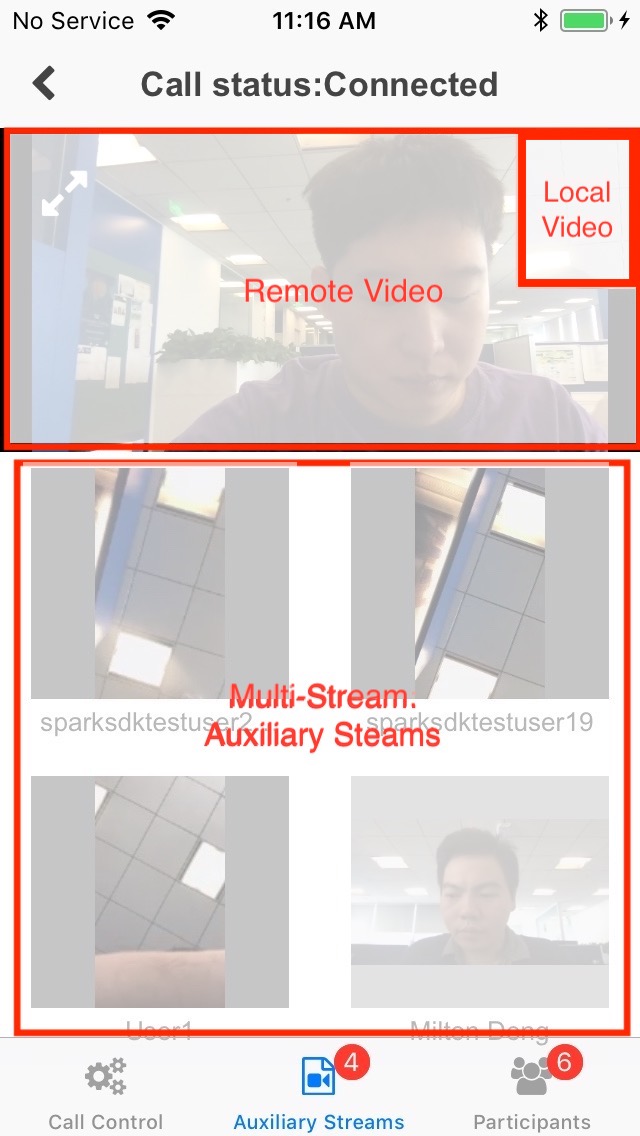 No Service 11:16 AM
Call status:Connected
Local
Video
Remote Video
Multi-Stream:
sparksdktestuser2 sparksdktestuser19
Auxiliary Steams
User1 Milton Dong
4 6
Call Control Auxiliary Streams Participants